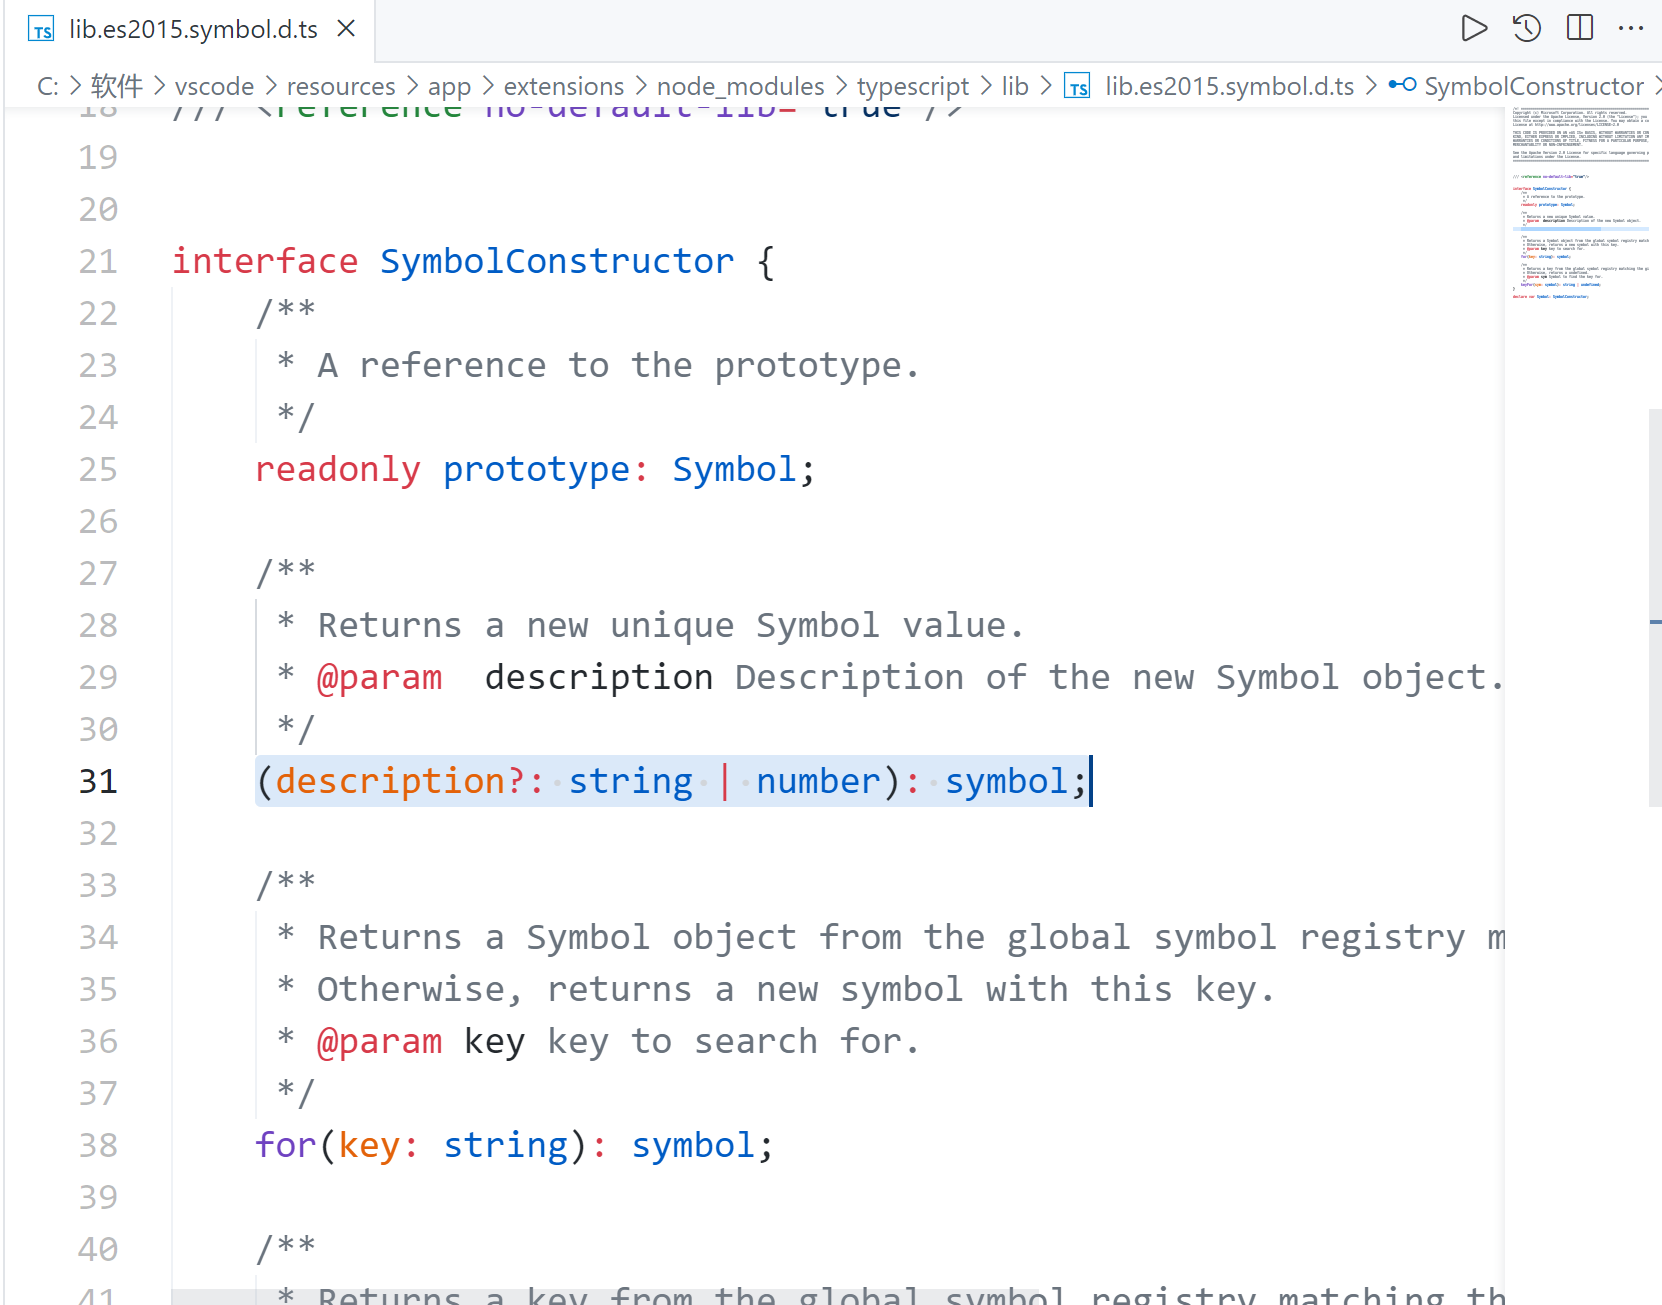 TS lib.es2015.symbol.d.ts
C: > 软件 > vscode > resources > app > extensions > node_modules > typescript > lib > TS lib.es2015.symbol.d.ts > SymbolConstructor >
18 /// <reference no-default-lib="true"/>
19
20
21 interface SymbolConstructor {
22     /**
23      * A reference to the prototype.
24      */
25     readonly prototype: Symbol;
26
27     /**
28      * Returns a new unique Symbol value.
29      * @param  description Description of the new Symbol object.
30      */
31     (description?: string | number): symbol;
32
33     /**
34      * Returns a Symbol object from the global symbol registry m
35      * Otherwise, returns a new symbol with this key.
36      * @param key key to search for.
37      */
38     for(key: string): symbol;
39
40     /**
41      * Returns a key from the global symbol registry matching th